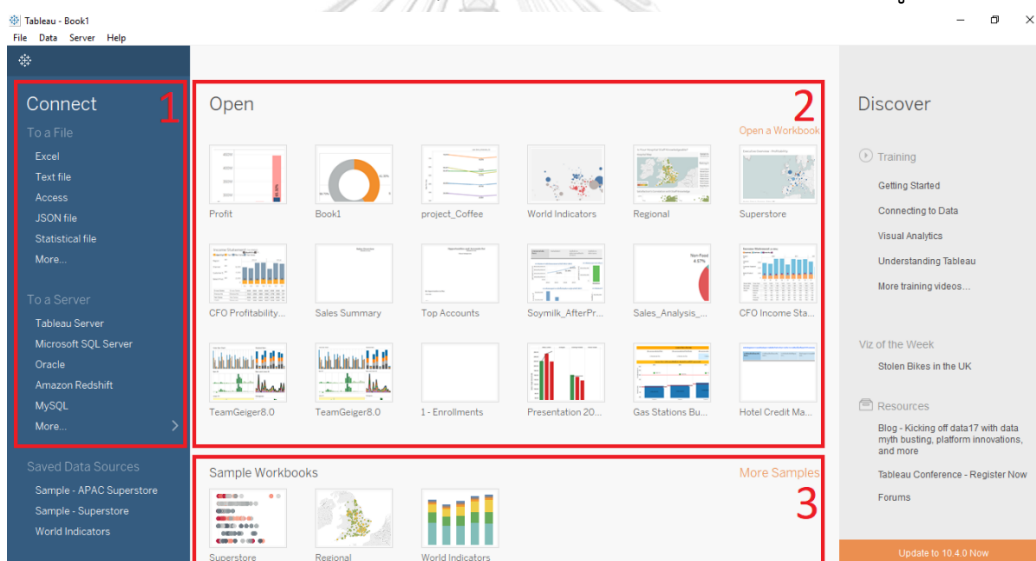 Tableau - Book1
File Data Server Help
Connect
1
To a File
Excel
Text file
Access
JSON file
Statistical file
More...
To a Server
Tableau Server
Microsoft SQL Server
Oracle
Amazon Redshift
MySQL
More...
Saved Data Sources
Sample - APAC Superstore
Sample - Superstore
World Indicators
Open
2
Open a Workbook
Profit
Book1
project_Coffee
World Indicators
Regional
Superstore
CFO Profitability...
Sales Summary
Top Accounts
Soymilk_AfterPr...
Sales_Analysis_...
CFO Income Sta...
TeamGeiger8.0
TeamGeiger8.0
1 - Enrollments
Presentation 20...
Gas Stations Bu...
Hotel Credit Ma...
Sample Workbooks
More Samples
3
Superstore
Regional
World Indicators
Discover
Training
Getting Started
Connecting to Data
Visual Analytics
Understanding Tableau
More training videos...
Viz of the Week
Stolen Bikes in the UK
Resources
Blog - Kicking off data17 with data
myth busting, platform innovations,
and more
Tableau Conference - Register Now
Forums
Update to 10.4.0 Now